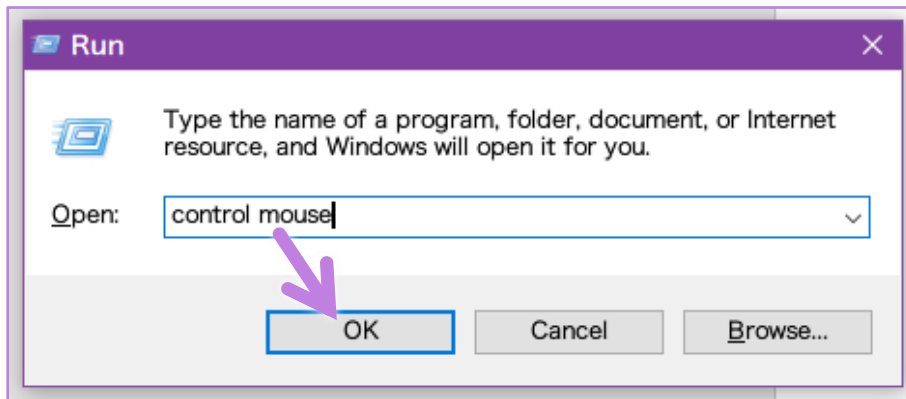 Run
Type the name of a program, folder, document, or Internet
resource, and Windows will open it for you.
Open: control mouse
OK Cancel Browse...